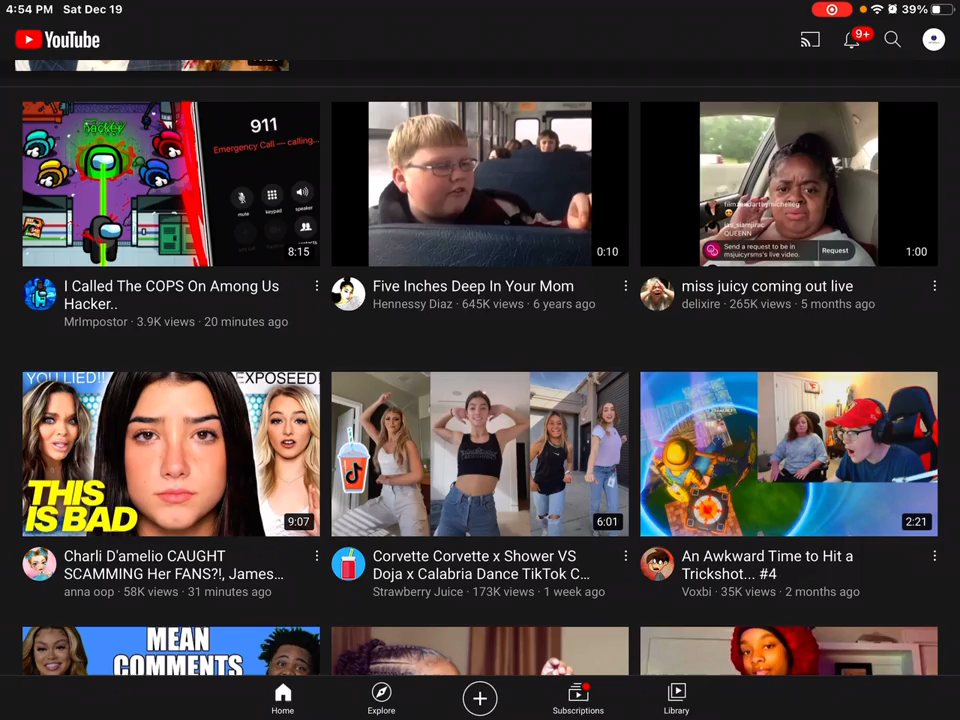 4:54 PM Sat Dec 19
39%
YouTube
9+
hacker
911
Emergency Call — calling...
mute
keypad
speaker
8:15
0:10
QUEENN
Send a request to be in
msjuicyrsms's live video.
Request
1:00
I Called The COPS On Among Us
Hacker..
MrImpostor · 3.9K views · 20 minutes ago
Five Inches Deep In Your Mom
Hennessy Diaz · 645K views · 6 years ago
miss juicy coming out live
delixire · 265K views · 5 months ago
YOU LIED!!
EXPOSED!
THIS
IS BAD
9:07
6:01
2:21
Charli D'amelio CAUGHT
SCAMMING Her FANS?!, James...
anna oop · 58K views · 31 minutes ago
Corvette Corvette x Shower VS
Doja x Calabria Dance TikTok C...
Strawberry Juice · 173K views · 1 week ago
An Awkward Time to Hit a
Trickshot... #4
Voxbi · 35K views · 2 months ago
MEAN
COMMENTS
Home
Explore
Subscriptions
Library